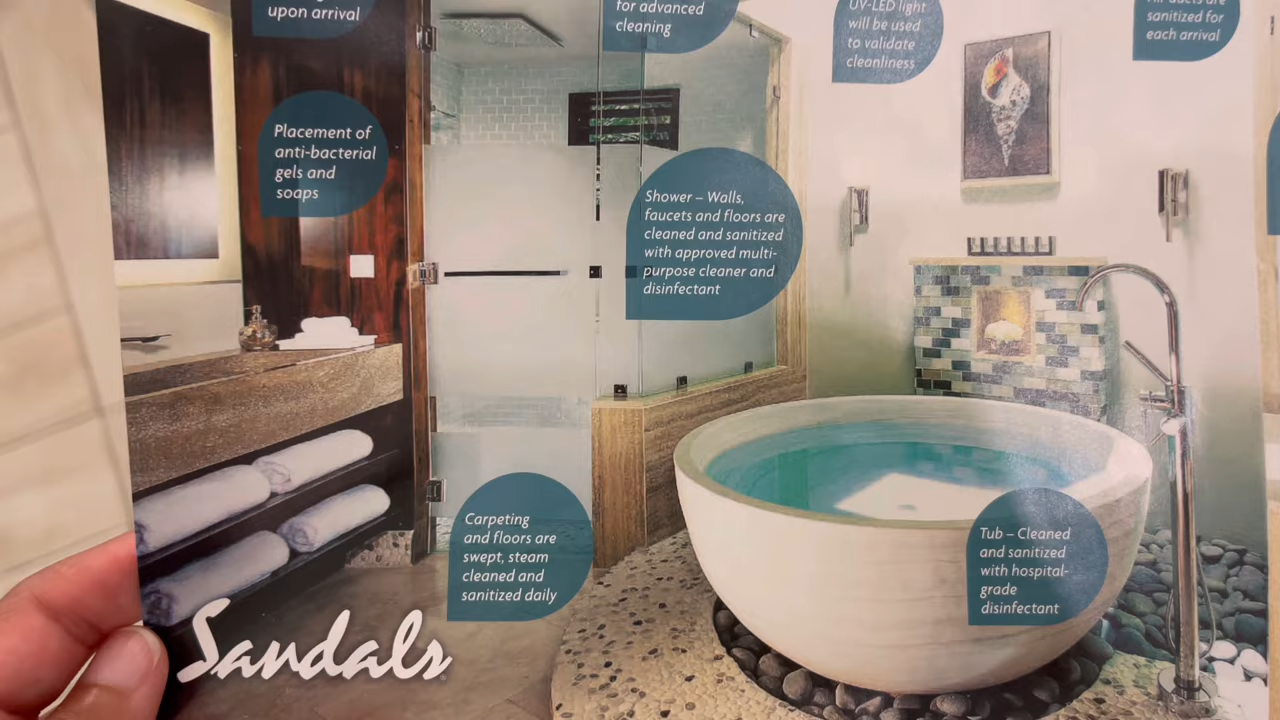 upon arrival
for advanced
cleaning
UV-LED light
will be used
to validate
cleanliness
sanitized for
each arrival
Placement of
anti-bacterial
gels and
soaps
Shower – Walls,
faucets and floors are
cleaned and sanitized
with approved multi-
purpose cleaner and
disinfectant
Carpeting
and floors are
swept, steam
cleaned and
sanitized daily
Tub – Cleaned
and sanitized
with hospital-
grade
disinfectant
Sandals